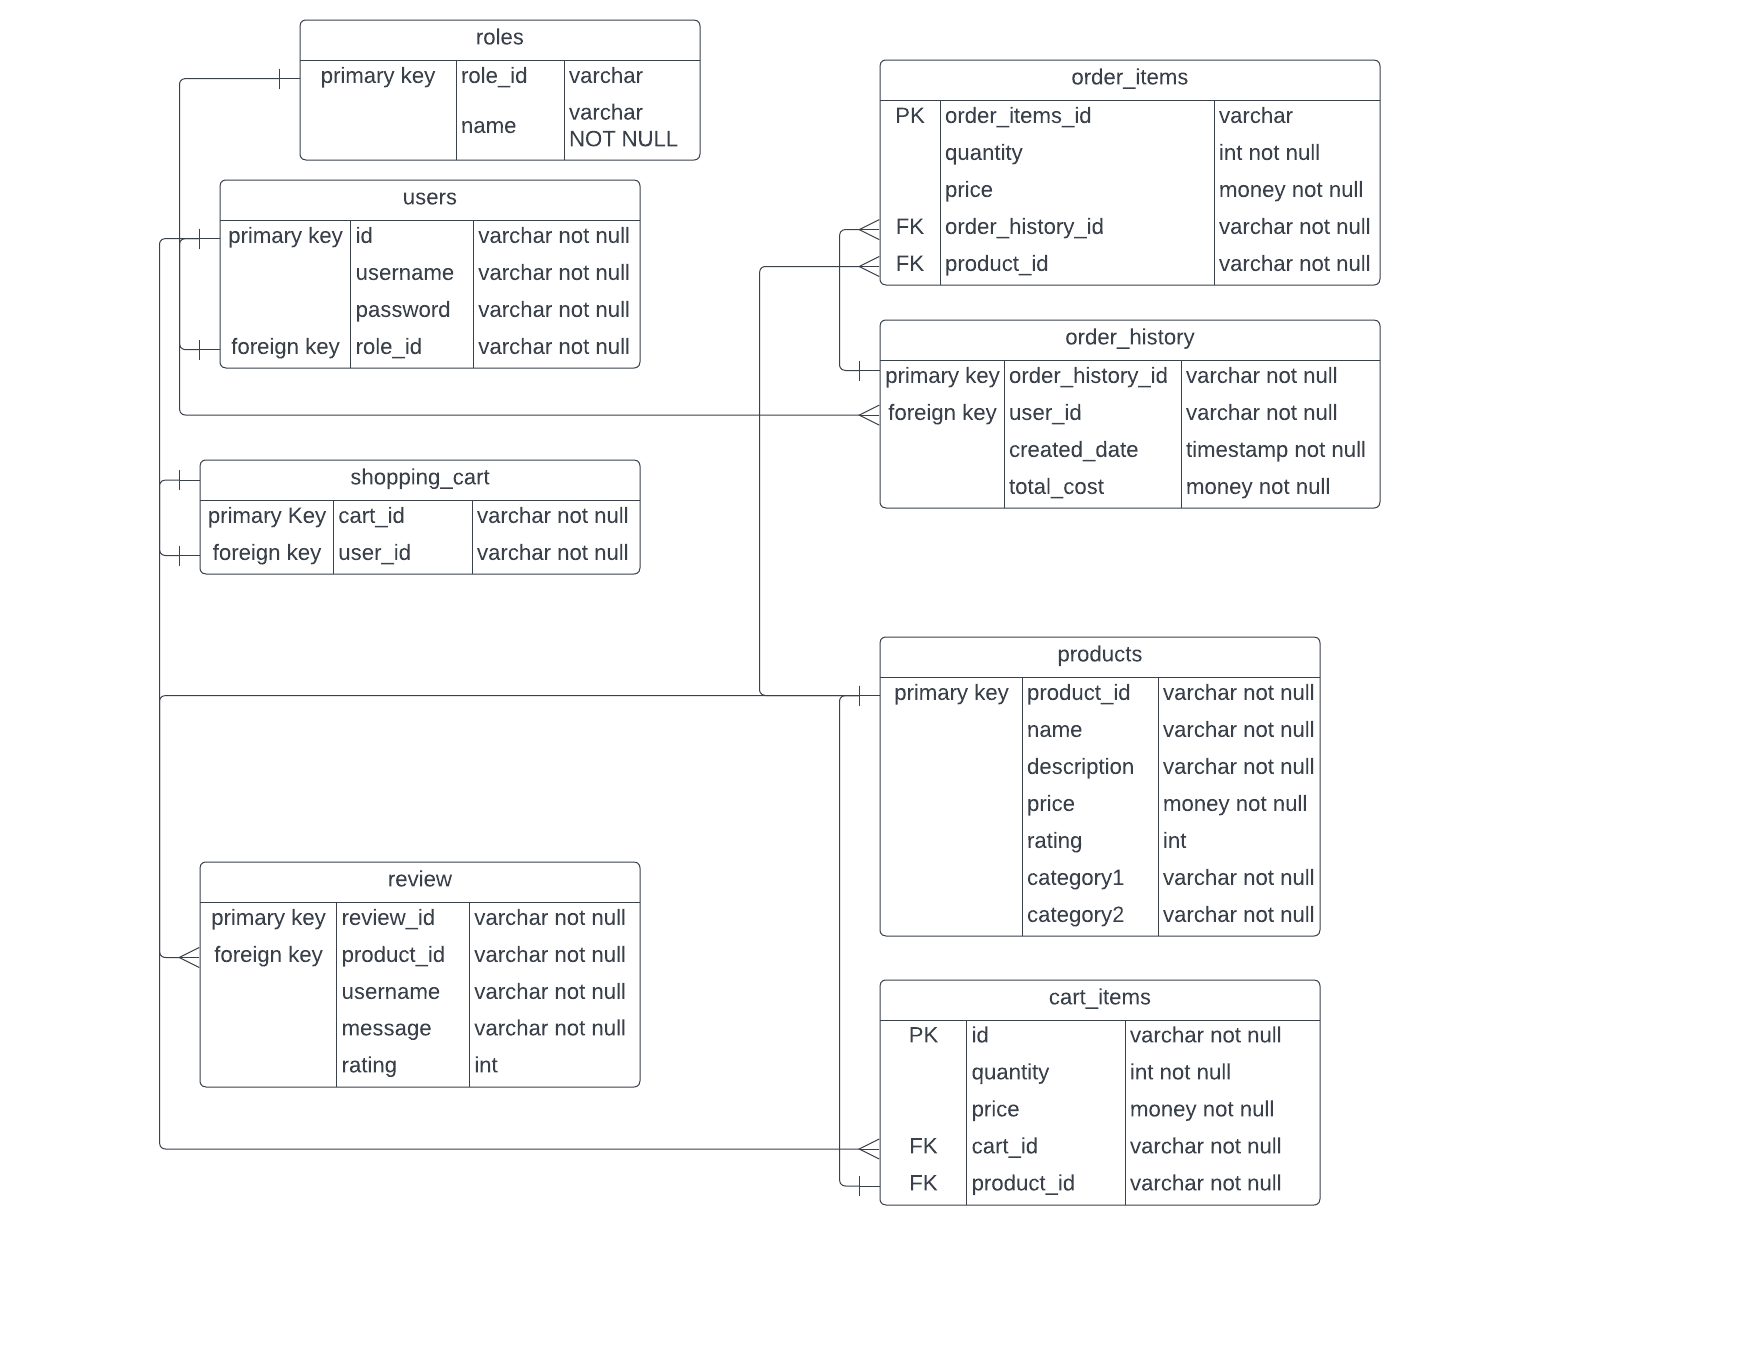 roles
primary key role_id varchar
name varchar
NOT NULL
users
primary key id varchar not null
username varchar not null
password varchar not null
foreign key role_id varchar not null
shopping_cart
primary Key cart_id varchar not null
foreign key user_id varchar not null
review
primary key review_id varchar not null
foreign key product_id varchar not null
username varchar not null
message varchar not null
rating int
order_items
PK order_items_id varchar
quantity int not null
price money not null
FK order_history_id varchar not null
FK product_id varchar not null
order_history
primary key order_history_id varchar not null
foreign key user_id varchar not null
created_date timestamp not null
total_cost money not null
products
primary key product_id varchar not null
name varchar not null
description varchar not null
price money not null
rating int
category1 varchar not null
category2 varchar not null
cart_items
PK id varchar not null
quantity int not null
price money not null
FK cart_id varchar not null
FK product_id varchar not null